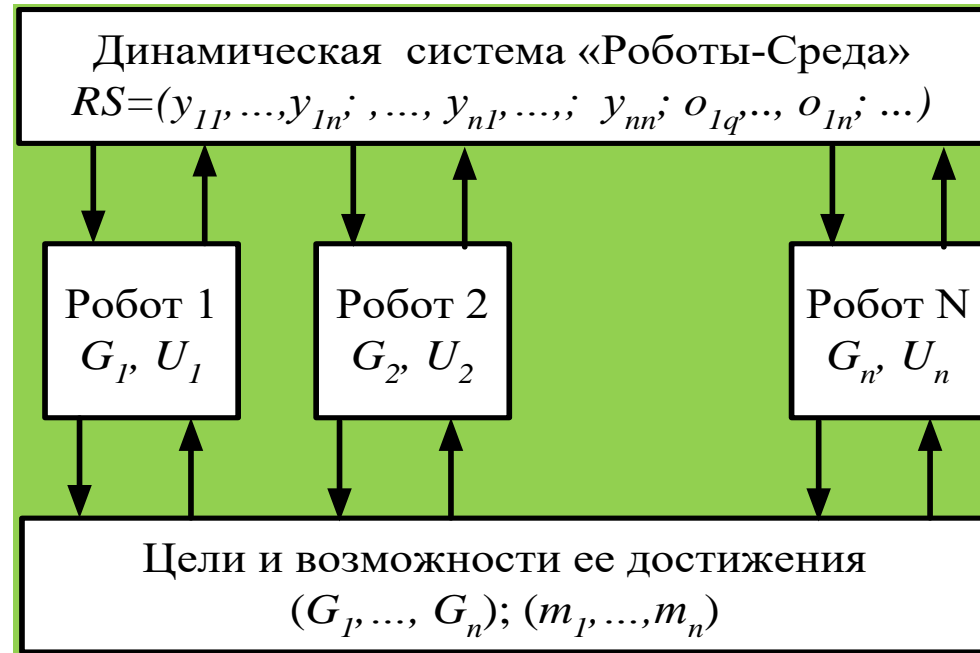 Динамическая система «Роботы-Среда»
RS=(y₁₁,...,y₁ₙ; ,..., yₙ₁,...,; yₙₙ; o₁q,.., o₁ₙ; ...)
Робот 1
G₁, U₁
Робот 2
G₂, U₂
Робот N
Gₙ, Uₙ
Цели и возможности ее достижения
(G₁,..., Gₙ); (m₁,...,mₙ)